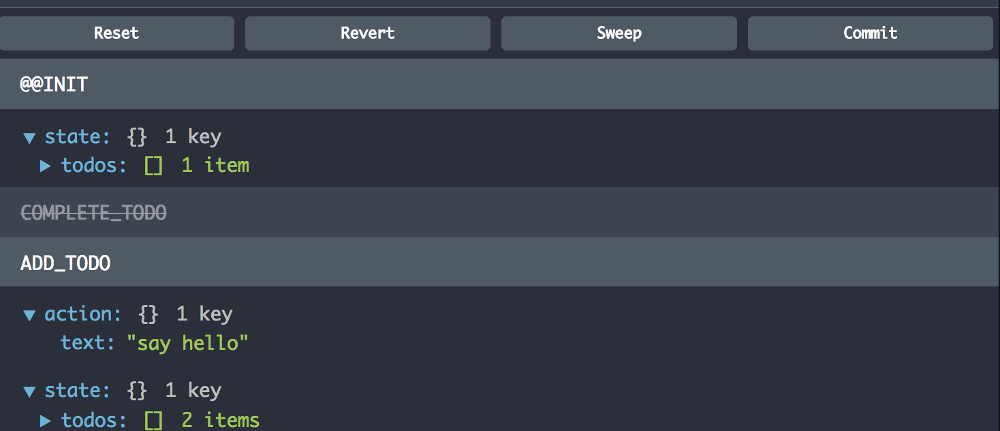 Reset Revert Sweep Commit
@@INIT
▼ state: {} 1 key
▶ todos: [] 1 item
COMPLETE_TODO
ADD_TODO
▼ action: {} 1 key
text: "say hello"
▼ state: {} 1 key
▶ todos: [] 2 items